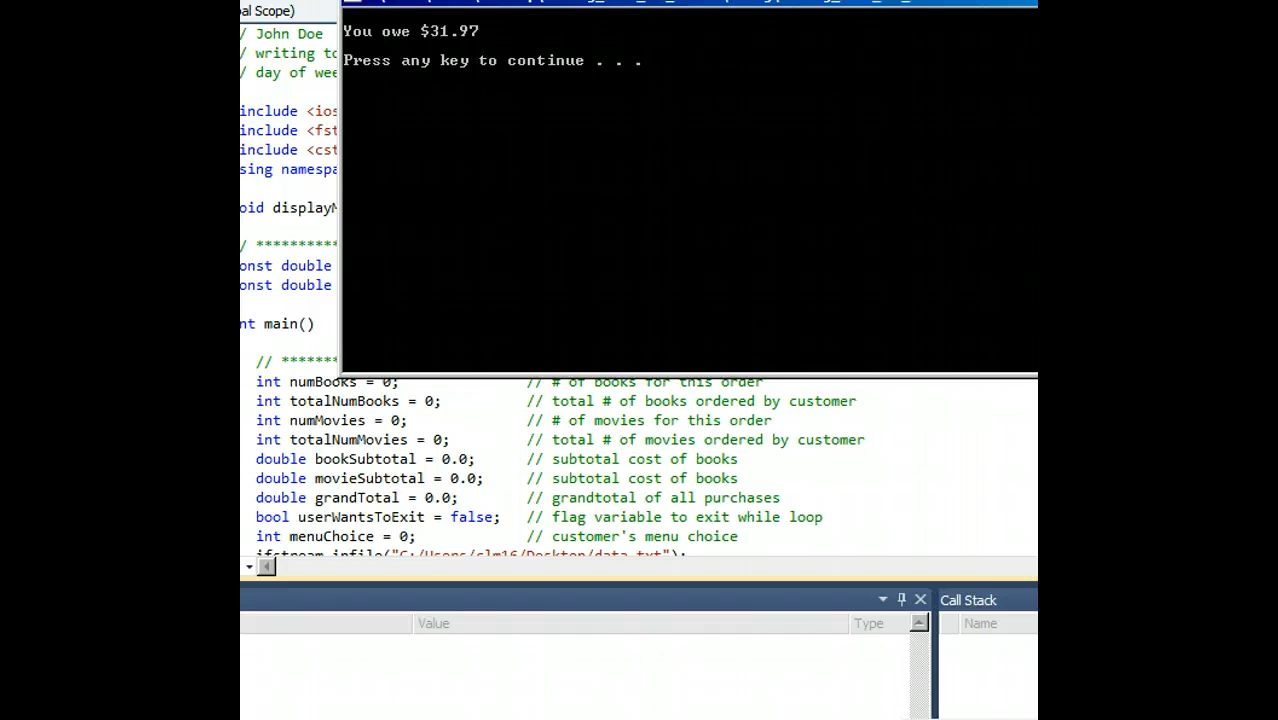 al Scope)
You owe $31.97
Press any key to continue . . .
/ John Doe
/ writing to
/ day of wee
include <ios
include <fst
include <cst
sing namespa
oid displayM
/ **********
onst double
onst double
nt main()
// *******
int numBooks = 0; // # of books for this order
int totalNumBooks = 0; // total # of books ordered by customer
int numMovies = 0; // # of movies for this order
int totalNumMovies = 0; // total # of movies ordered by customer
double bookSubtotal = 0.0; // subtotal cost of books
double movieSubtotal = 0.0; // subtotal cost of books
double grandTotal = 0.0; // grandtotal of all purchases
bool userWantsToExit = false; // flag variable to exit while loop
int menuChoice = 0; // customer's menu choice
ifstream infile("C:/Users/clm16/Desktop/data.txt");
Call Stack
Value Type Name